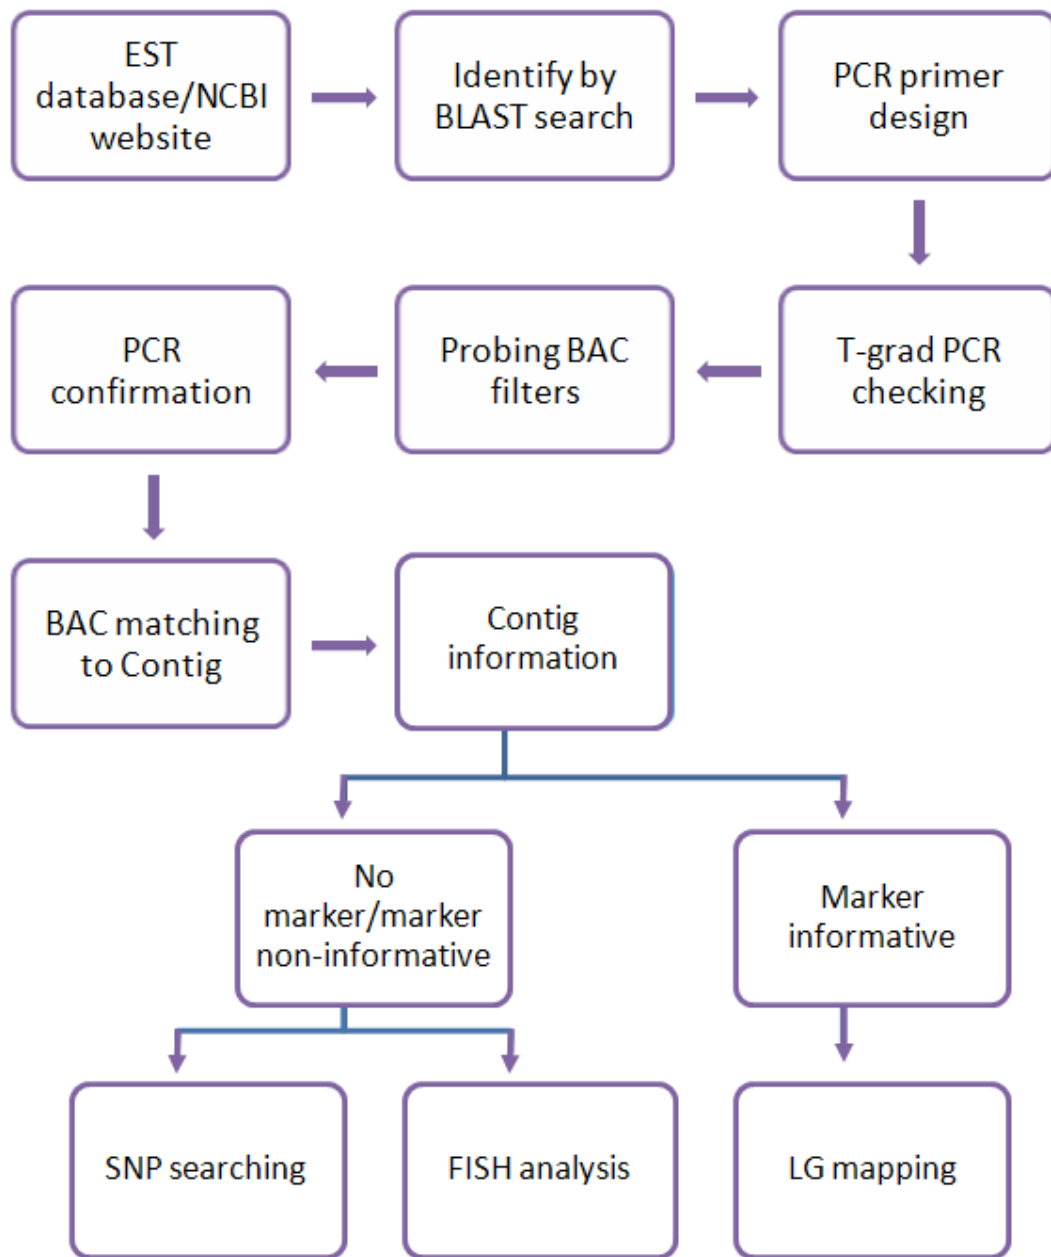 EST
database/NCBI
website
Identify by
BLAST search
PCR primer
design
PCR
confirmation
Probing BAC
filters
T-grad PCR
checking
BAC matching
to Contig
Contig
information
No
marker/marker
non-informative
Marker
informative
SNP searching
FISH analysis
LG mapping